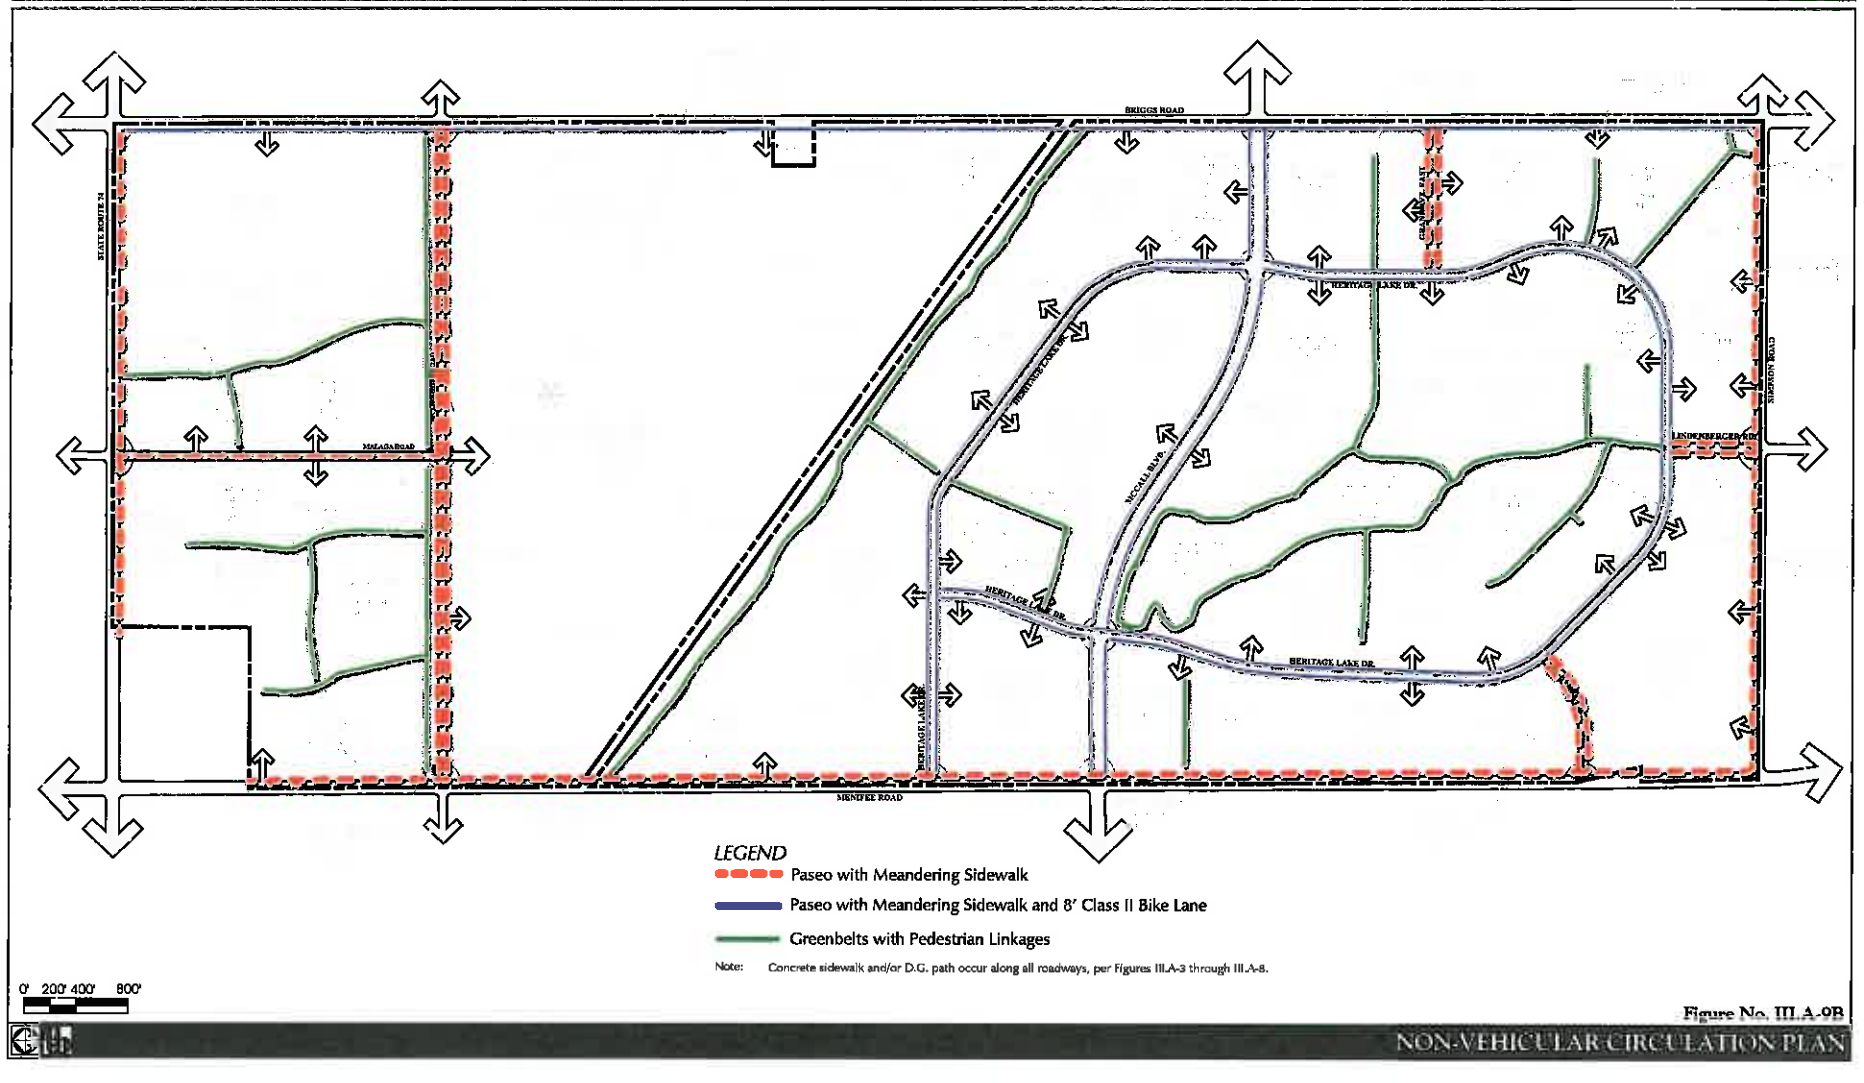 BRIGGS ROAD
STATE ROUTE 74
HERITAGE LAKE DR.
HERITAGE LAKE DR.
SIMPSON ROAD
MALAGA ROAD
LINDENBERGER RD.
MCCALL BLVD.
HERITAGE LAKE DR.
HERITAGE LAKE DR.
HERITAGE LAKE DR.
MENIFEE ROAD
LEGEND
Paseo with Meandering Sidewalk
Paseo with Meandering Sidewalk and 8' Class II Bike Lane
Greenbelts with Pedestrian Linkages
Note: Concrete sidewalk and/or D.G. path occur along all roadways, per Figures III.A-3 through III.A-8.
0' 200' 400' 800'
Figure No. III.A-9B
NON-VEHICULAR CIRCULATION PLAN